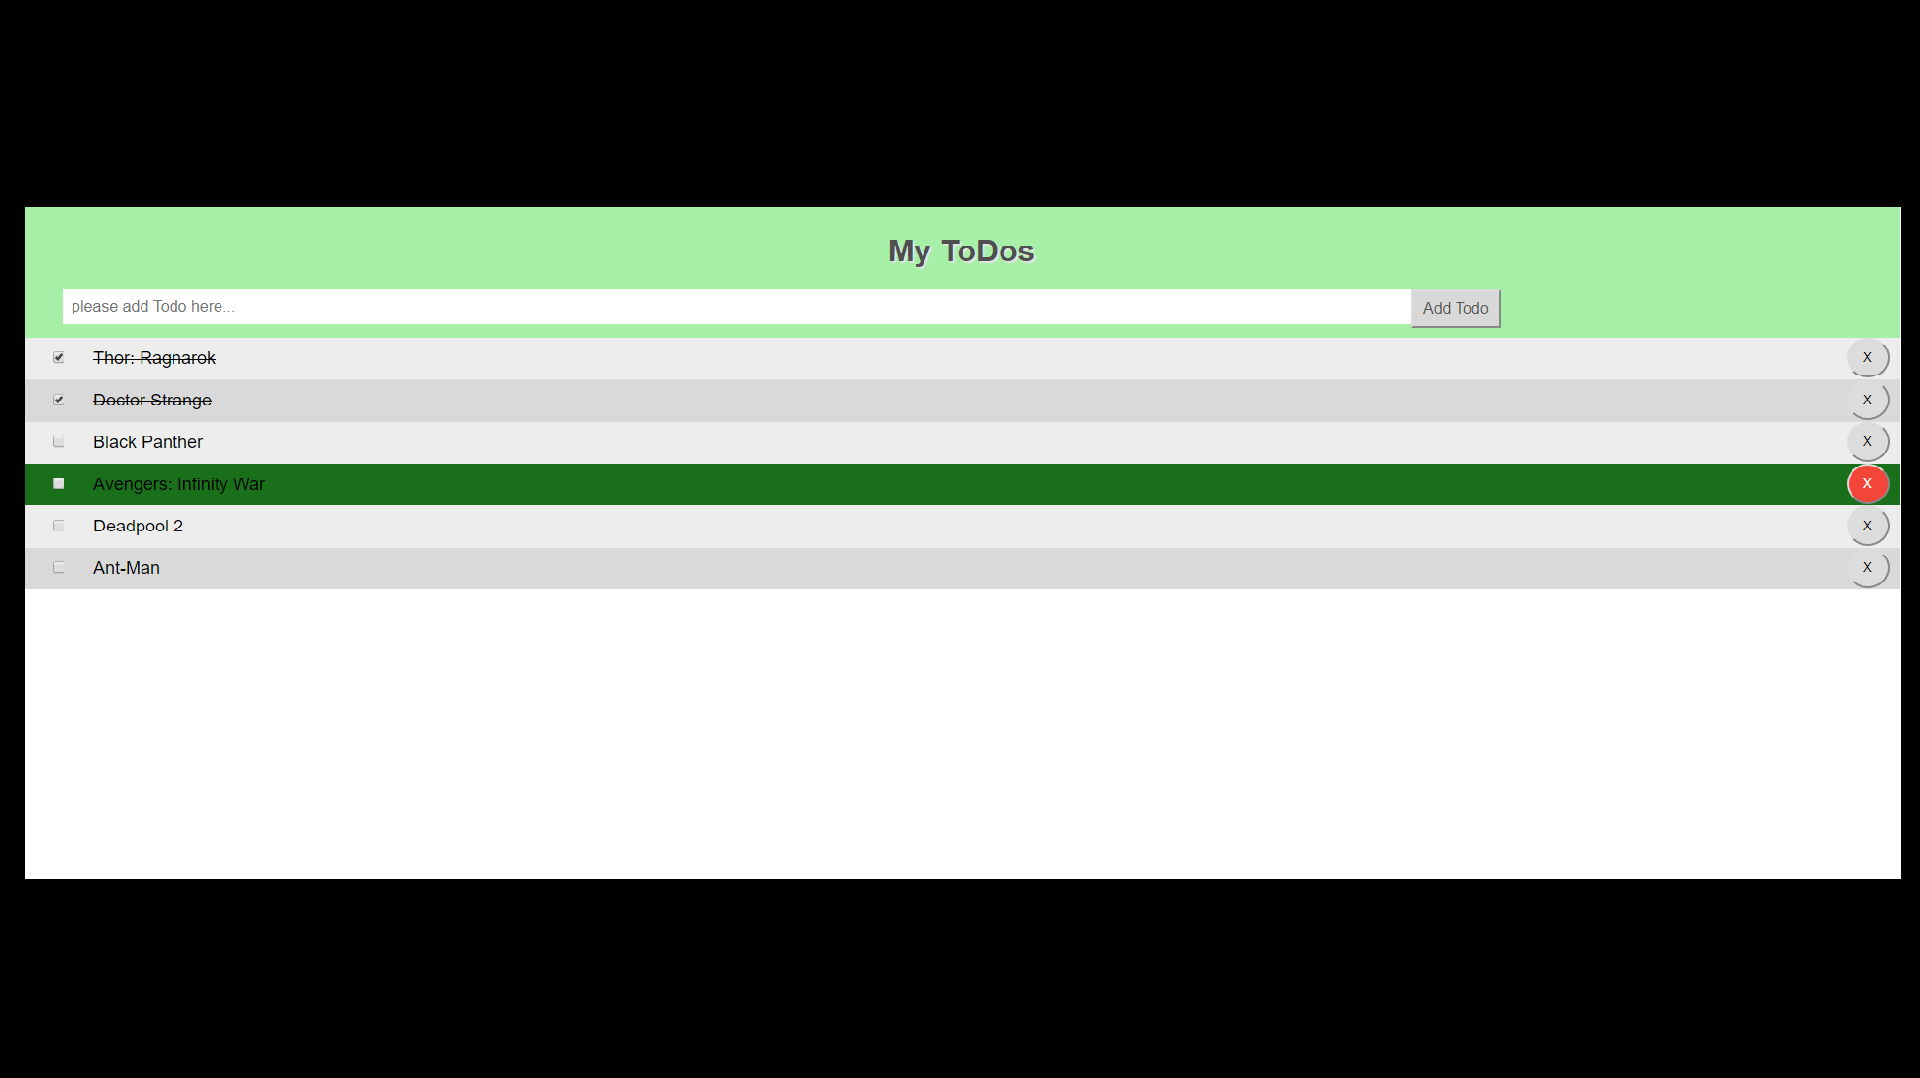 My ToDos
please add Todo here...
Add Todo
Thor: Ragnarok
X
Doctor Strange
X
Black Panther
X
Avengers: Infinity War
X
Deadpool 2
X
Ant-Man
X